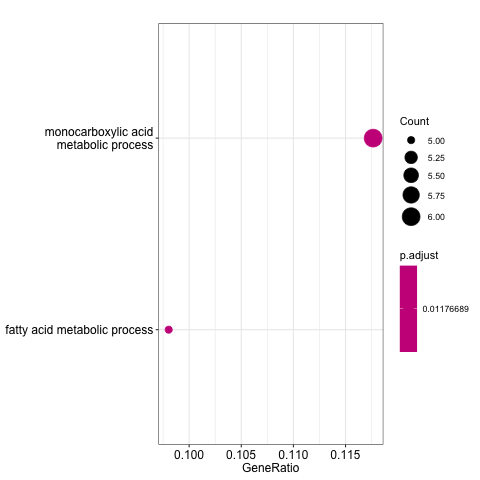 monocarboxylic acid
metabolic process
fatty acid metabolic process
0.100 0.105 0.110 0.115
GeneRatio
Count
5.00
5.25
5.50
5.75
6.00
p.adjust
0.01176689